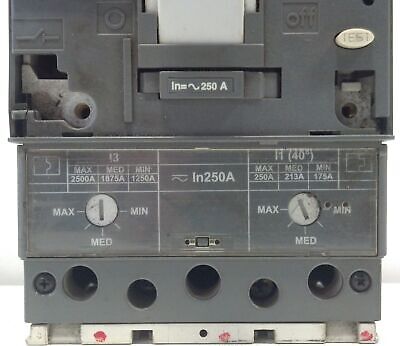 O off
TEST
In=~ 250 A
I3 I1 (40°)
MAX MED MIN MAX MED MIN
2500A 1875A 1250A 250A 213A 175A
≂ In250A
MAX MIN MAX MIN
MED MED